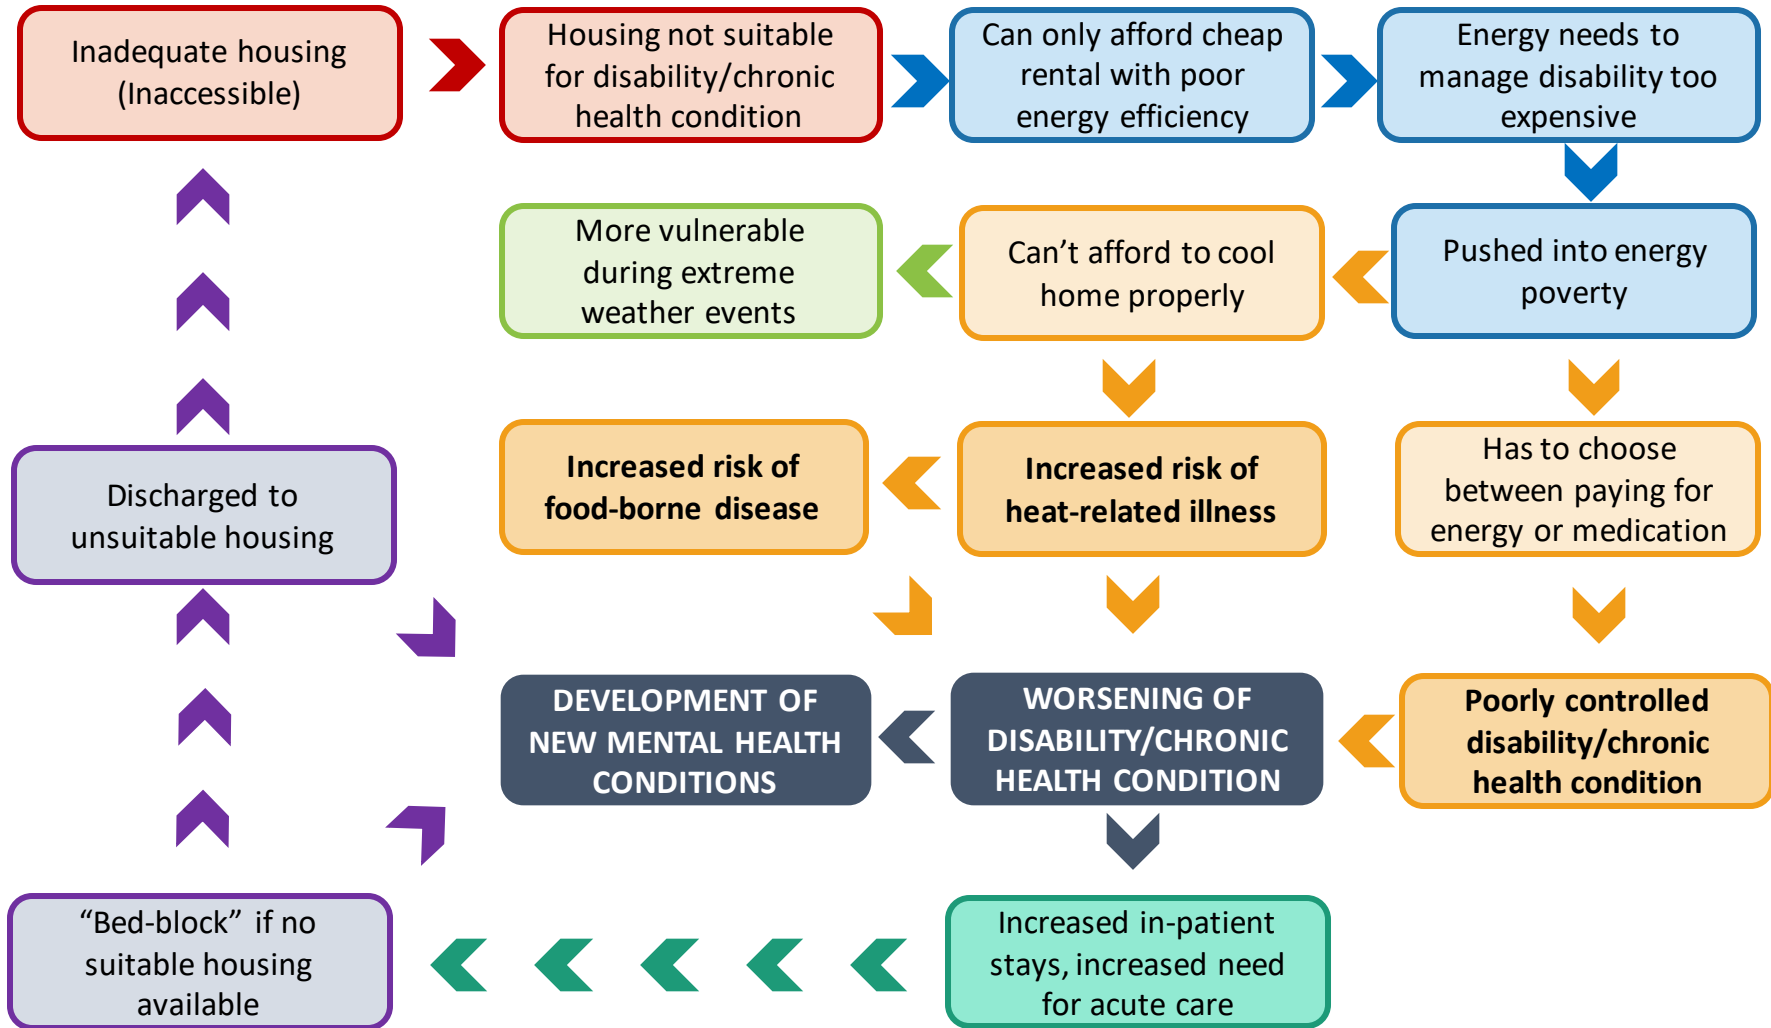 Inadequate housing
(Inaccessible)
Housing not suitable
for disability/chronic
health condition
Can only afford cheap
rental with poor
energy efficiency
Energy needs to
manage disability too
expensive
More vulnerable
during extreme
weather events
Can’t afford to cool
home properly
Pushed into energy
poverty
Discharged to
unsuitable housing
Increased risk of
food-borne disease
Increased risk of
heat-related illness
Has to choose
between paying for
energy or medication
DEVELOPMENT OF
NEW MENTAL HEALTH
CONDITIONS
WORSENING OF
DISABILITY/CHRONIC
HEALTH CONDITION
Poorly controlled
disability/chronic
health condition
“Bed-block” if no
suitable housing
available
Increased in-patient
stays, increased need
for acute care